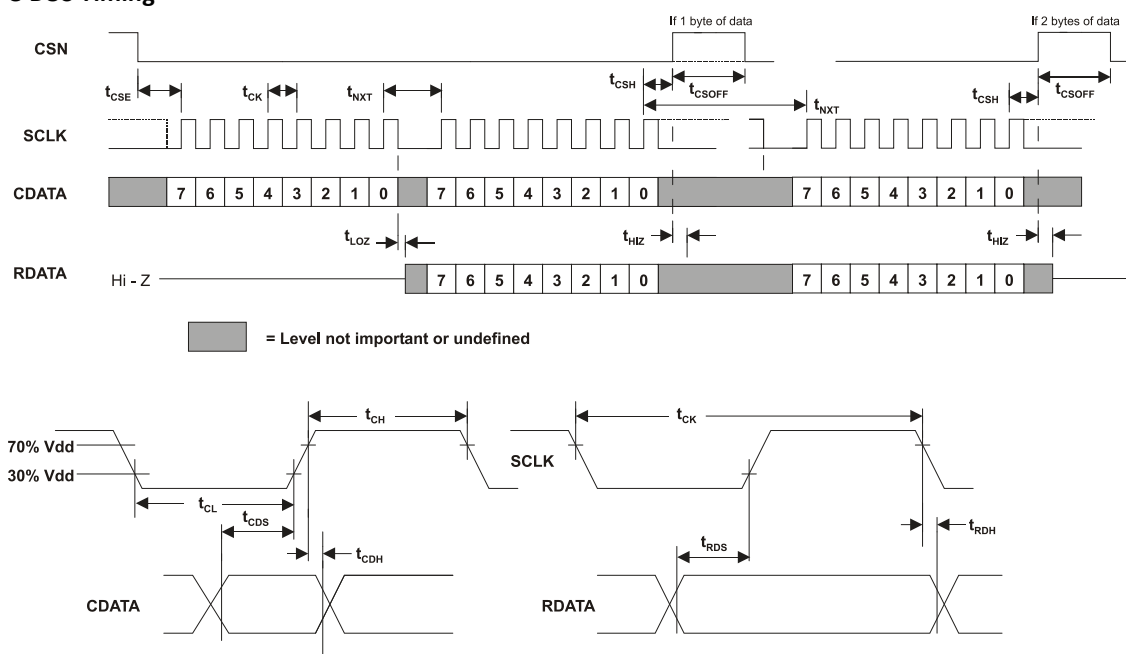 C-BUS Timing
If 1 byte of data
If 2 bytes of data
CSN
tCSE
tCK
tNXT
tCSH
tCSOFF
tNXT
tCSH
tCSOFF
SCLK
CDATA
7 6 5 4 3 2 1 0
7 6 5 4 3 2 1 0
7 6 5 4 3 2 1 0
tLOZ
tHIZ
tHIZ
RDATA
Hi - Z
7 6 5 4 3 2 1 0
7 6 5 4 3 2 1 0
= Level not important or undefined
tCH
tCK
70% Vdd
30% Vdd
SCLK
tCL
tCDS
tCDH
tRDS
tRDH
CDATA
RDATA